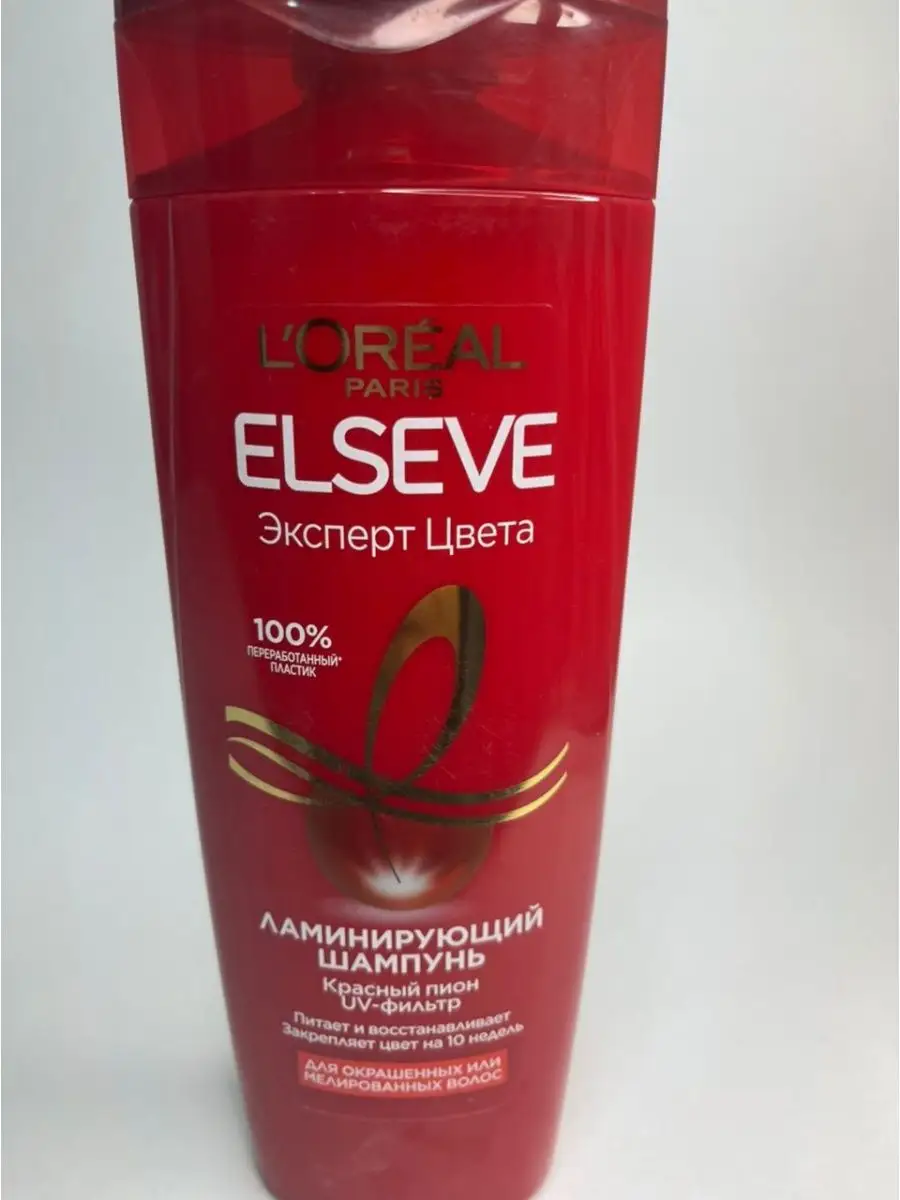 L'ORÉAL
PARIS
ELSEVE
Эксперт Цвета
100%
ПЕРЕРАБОТАННЫЙ*
ПЛАСТИК
ЛАМИНИРУЮЩИЙ
ШАМПУНЬ
Красный пион
UV-фильтр
Питает и восстанавливает
Закрепляет цвет на 10 недель
ДЛЯ ОКРАШЕННЫХ ИЛИ
МЕЛИРОВАННЫХ ВОЛОС